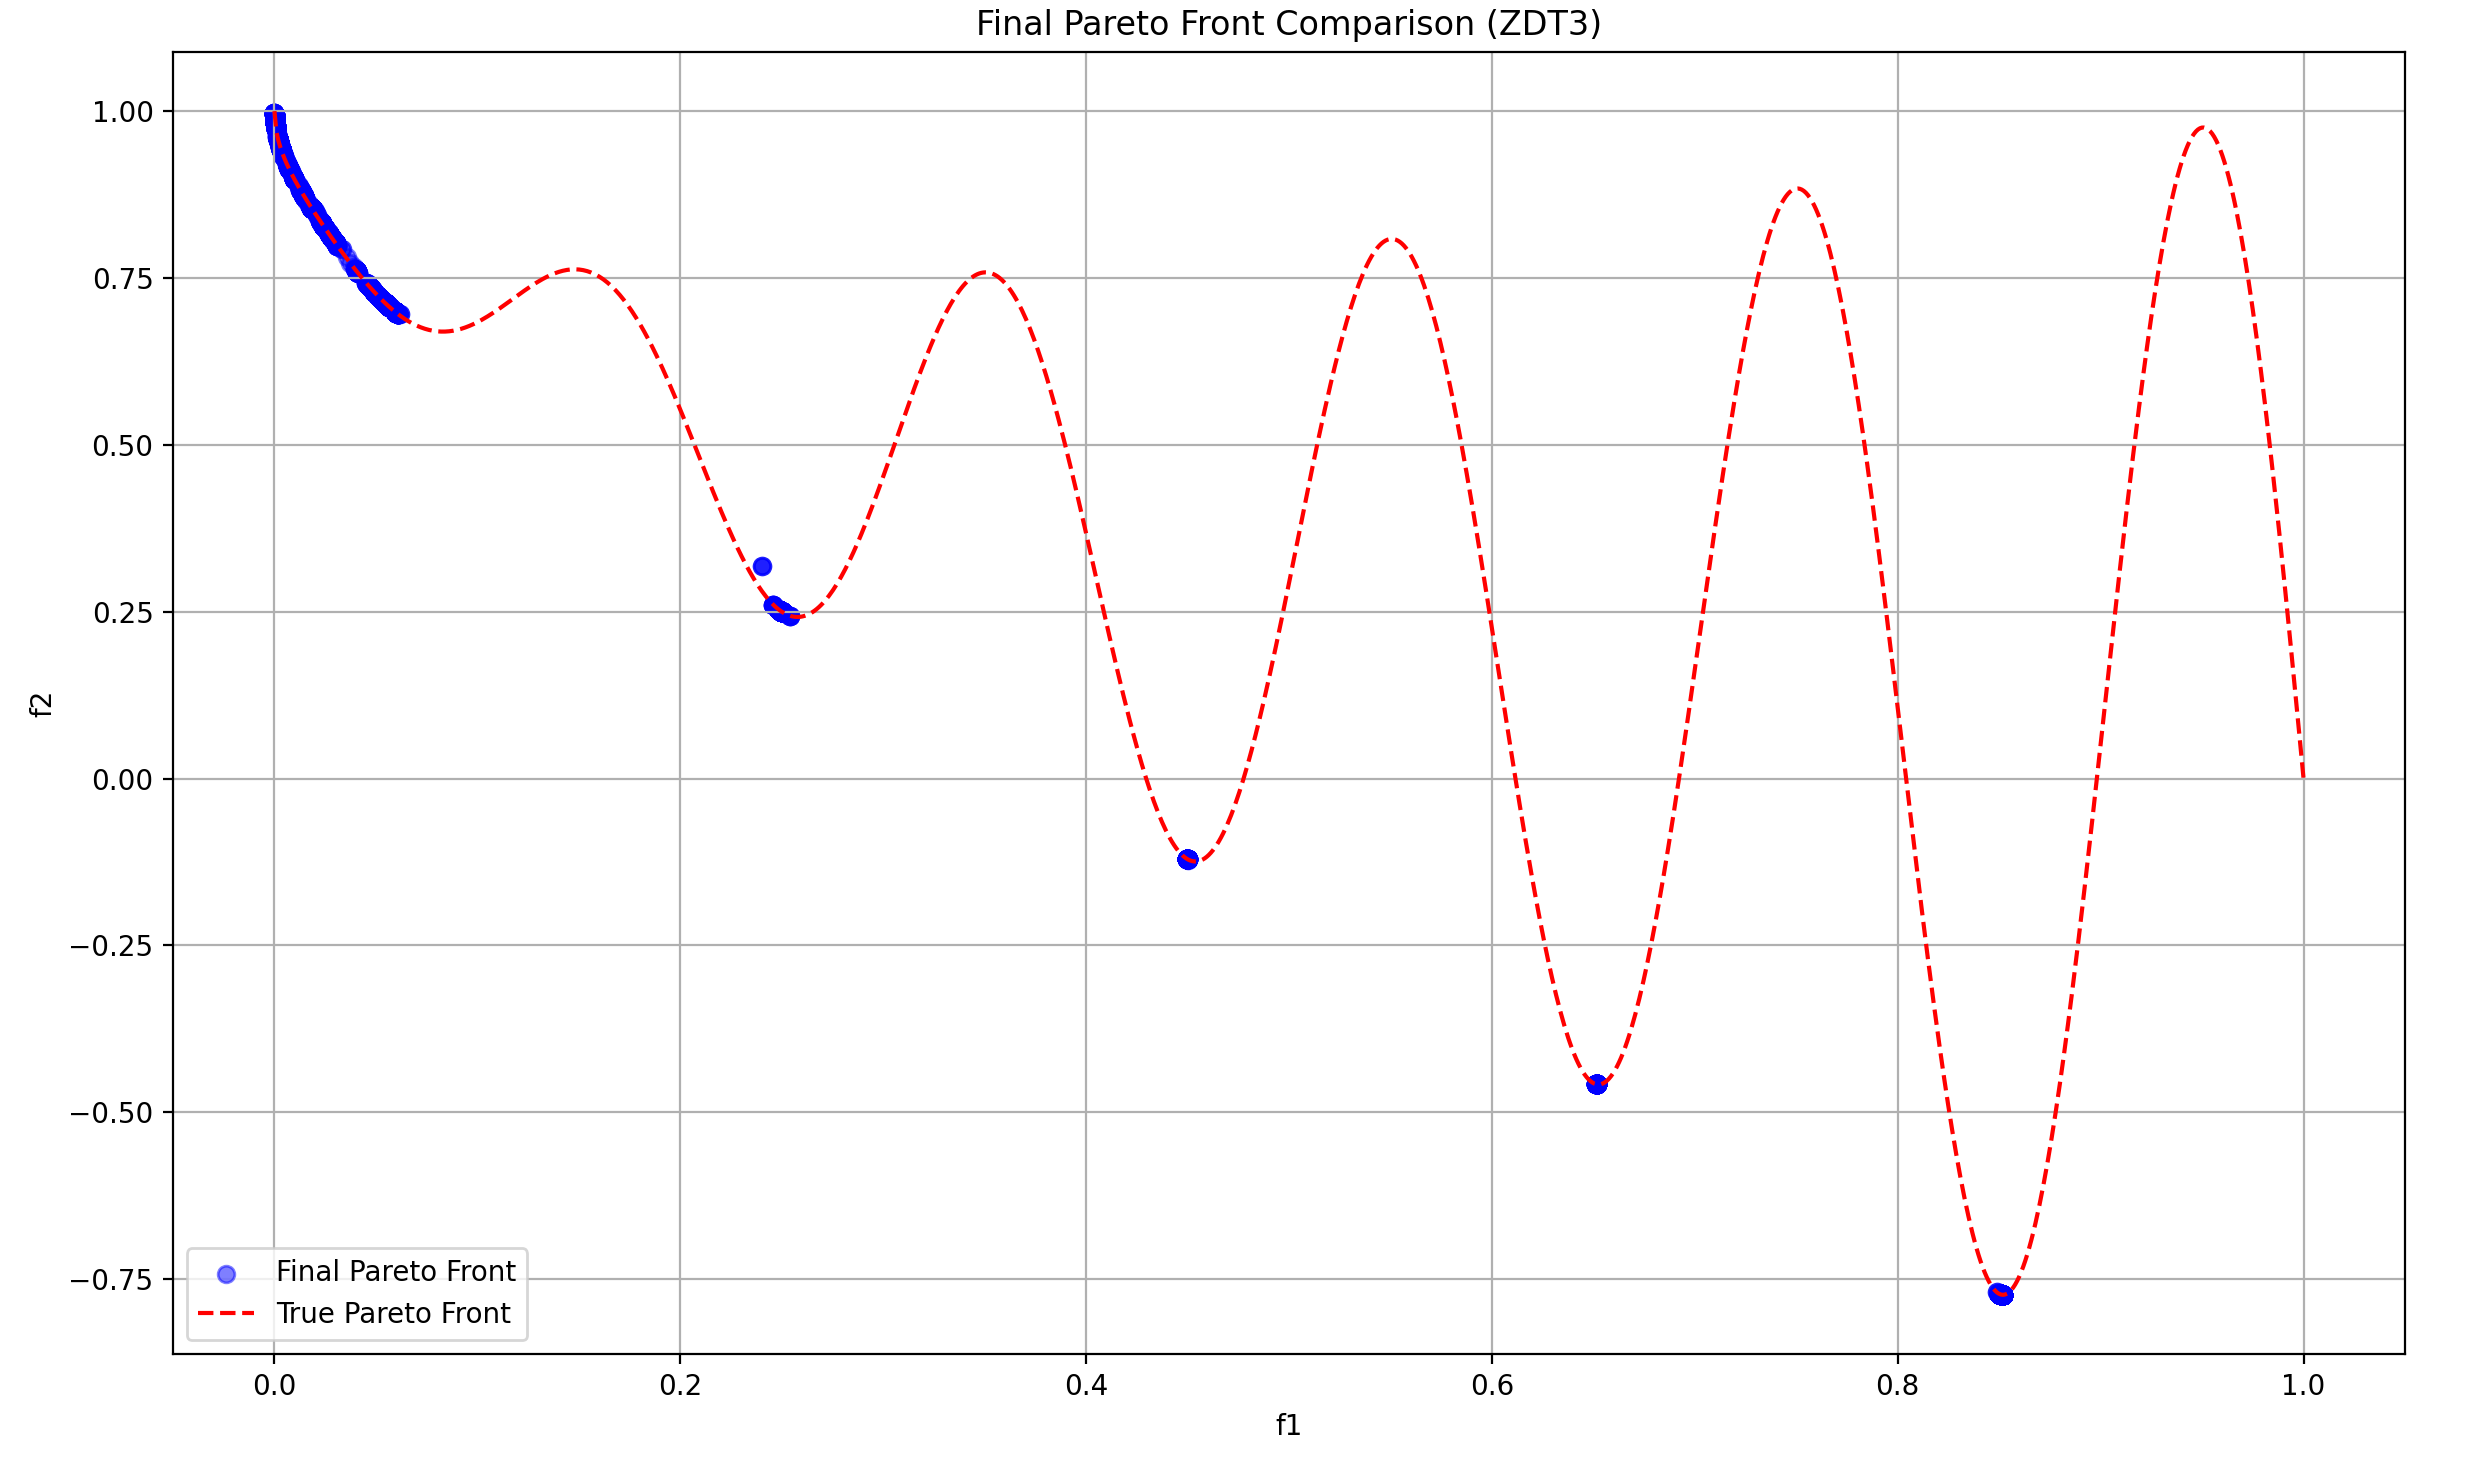 Final Pareto Front Comparison (ZDT3)
1.00
0.75
0.50
0.25
0.00
−0.25
−0.50
−0.75
f2
Final Pareto Front
True Pareto Front
0.0 0.2 0.4 0.6 0.8 1.0
f1